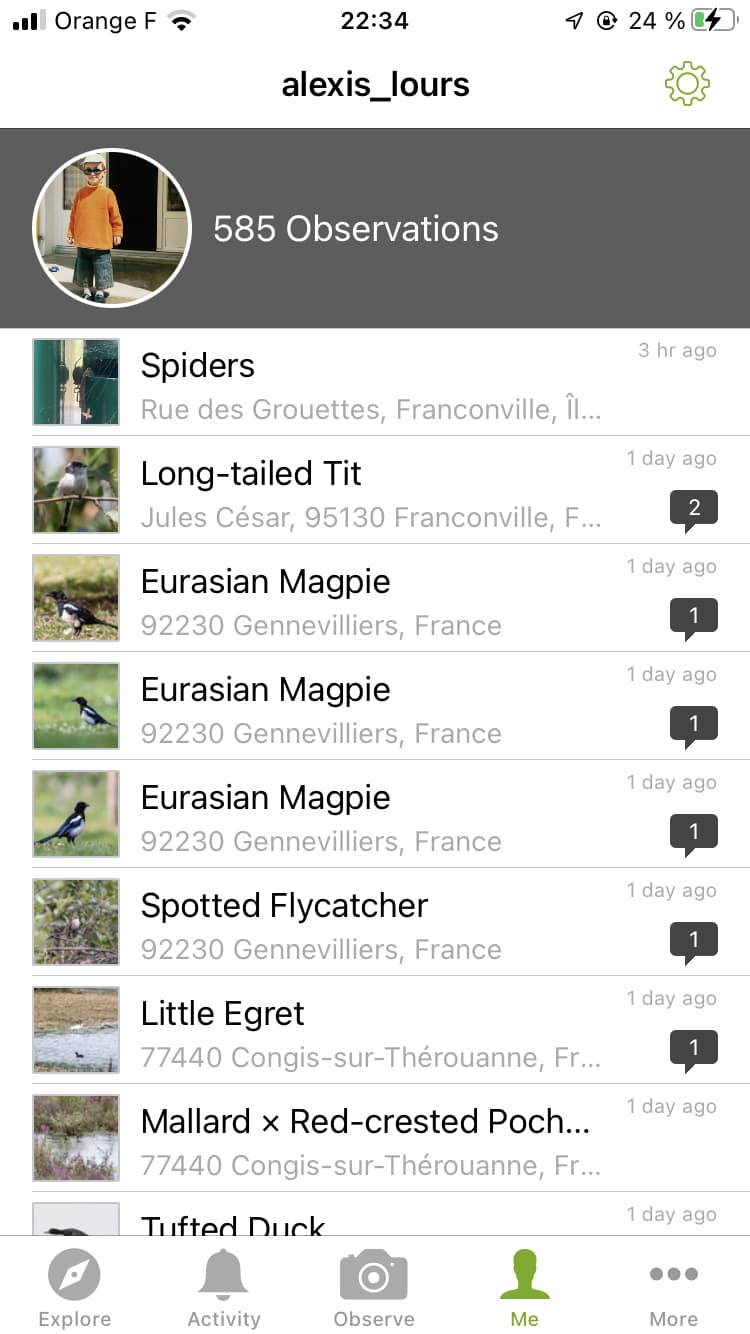 Orange F 22:34 24 %
alexis_lours
585 Observations
Spiders 3 hr ago
Rue des Grouettes, Franconville, Îl...
Long-tailed Tit 1 day ago
Jules César, 95130 Franconville, F... 2
Eurasian Magpie 1 day ago
92230 Gennevilliers, France 1
Eurasian Magpie 1 day ago
92230 Gennevilliers, France 1
Eurasian Magpie 1 day ago
92230 Gennevilliers, France 1
Spotted Flycatcher 1 day ago
92230 Gennevilliers, France 1
Little Egret 1 day ago
77440 Congis-sur-Thérouanne, Fr... 1
Mallard × Red-crested Poch... 1 day ago
77440 Congis-sur-Thérouanne, Fr...
Tufted Duck 1 day ago
Explore Activity Observe Me More